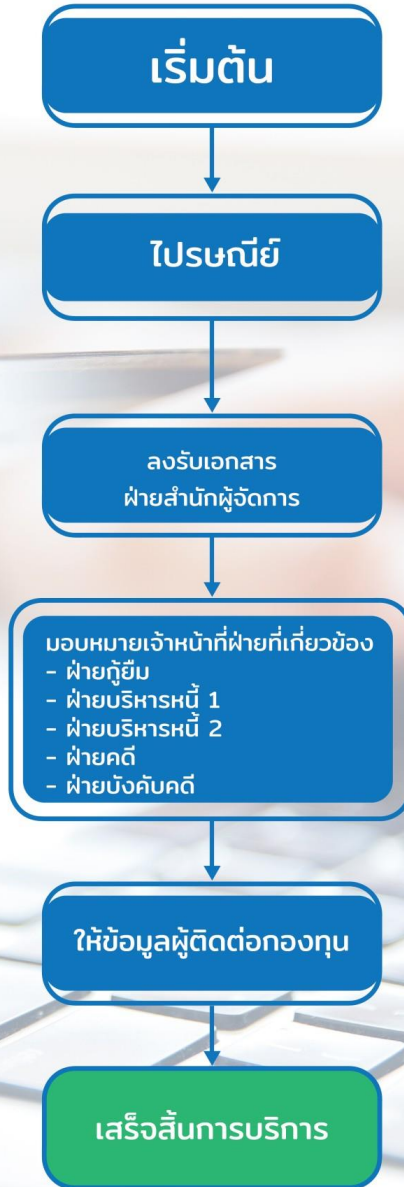 เริ่มต้น
ไปรษณีย์
ลงรับเอกสาร
ฝ่ายสำนักผู้จัดการ
มอบหมายเจ้าหน้าที่ฝ่ายที่เกี่ยวข้อง
- ฝ่ายกู้ยืม
- ฝ่ายบริหารหนี้ 1
- ฝ่ายบริหารหนี้ 2
- ฝ่ายคดี
- ฝ่ายบังคับคดี
ให้ข้อมูลผู้ติดต่อกองทุน
เสร็จสิ้นการบริการ